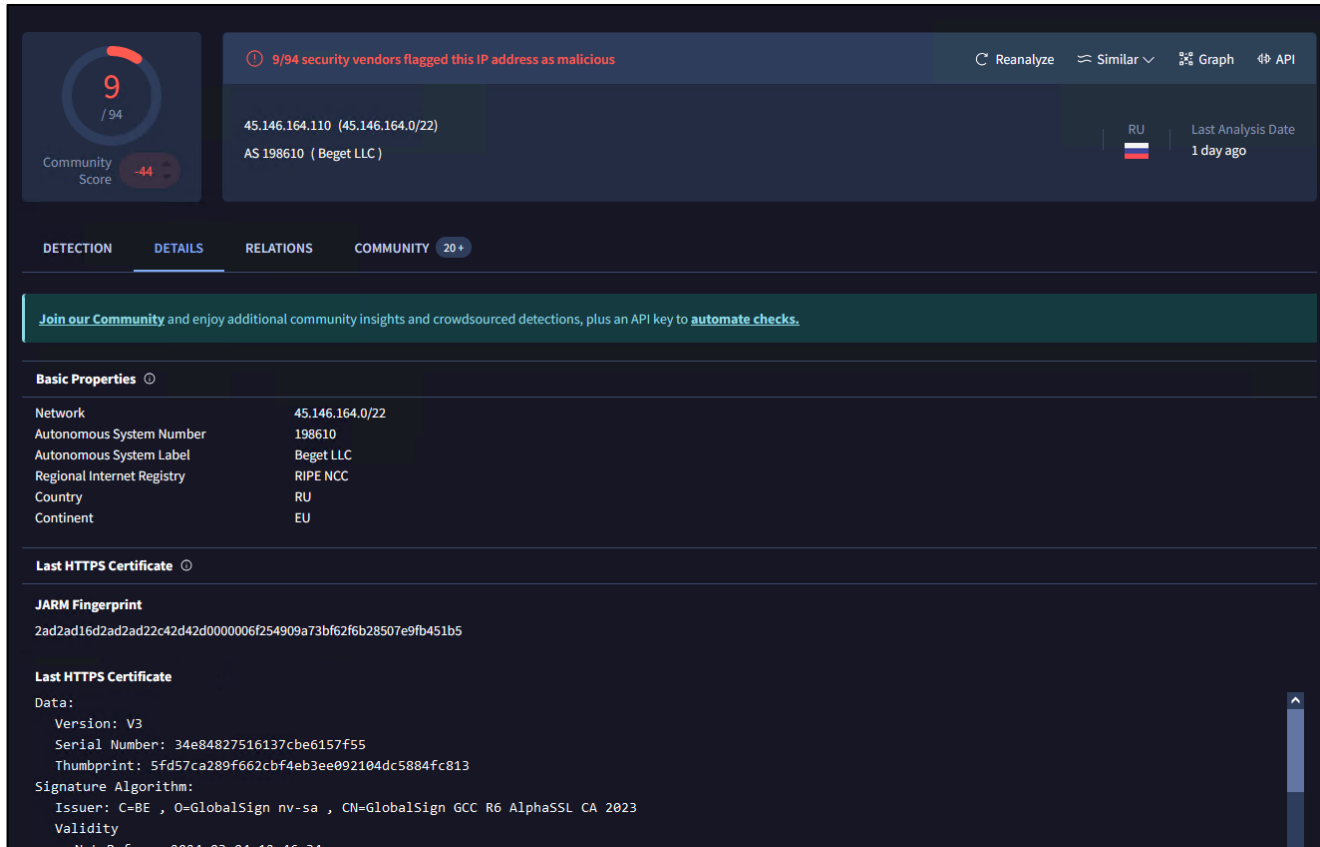 9
/ 94
Community
Score
-44
9/94 security vendors flagged this IP address as malicious
Reanalyze
Similar
Graph
API
45.146.164.110 (45.146.164.0/22)
AS 198610 ( Beget LLC )
RU
Last Analysis Date
1 day ago
DETECTION
DETAILS
RELATIONS
COMMUNITY 20+
Join our Community and enjoy additional community insights and crowdsourced detections, plus an API key to automate checks.
Basic Properties
Network 45.146.164.0/22
Autonomous System Number 198610
Autonomous System Label Beget LLC
Regional Internet Registry RIPE NCC
Country RU
Continent EU
Last HTTPS Certificate
JARM Fingerprint
2ad2ad16d2ad2ad22c42d42d0000006f254909a73bf62f6b28507e9fb451b5
Last HTTPS Certificate
Data:
Version: V3
Serial Number: 34e84827516137cbe6157f55
Thumbprint: 5fd57ca289f662cbf4eb3ee092104dc5884fc813
Signature Algorithm:
Issuer: C=BE , O=GlobalSign nv-sa , CN=GlobalSign GCC R6 AlphaSSL CA 2023
Validity